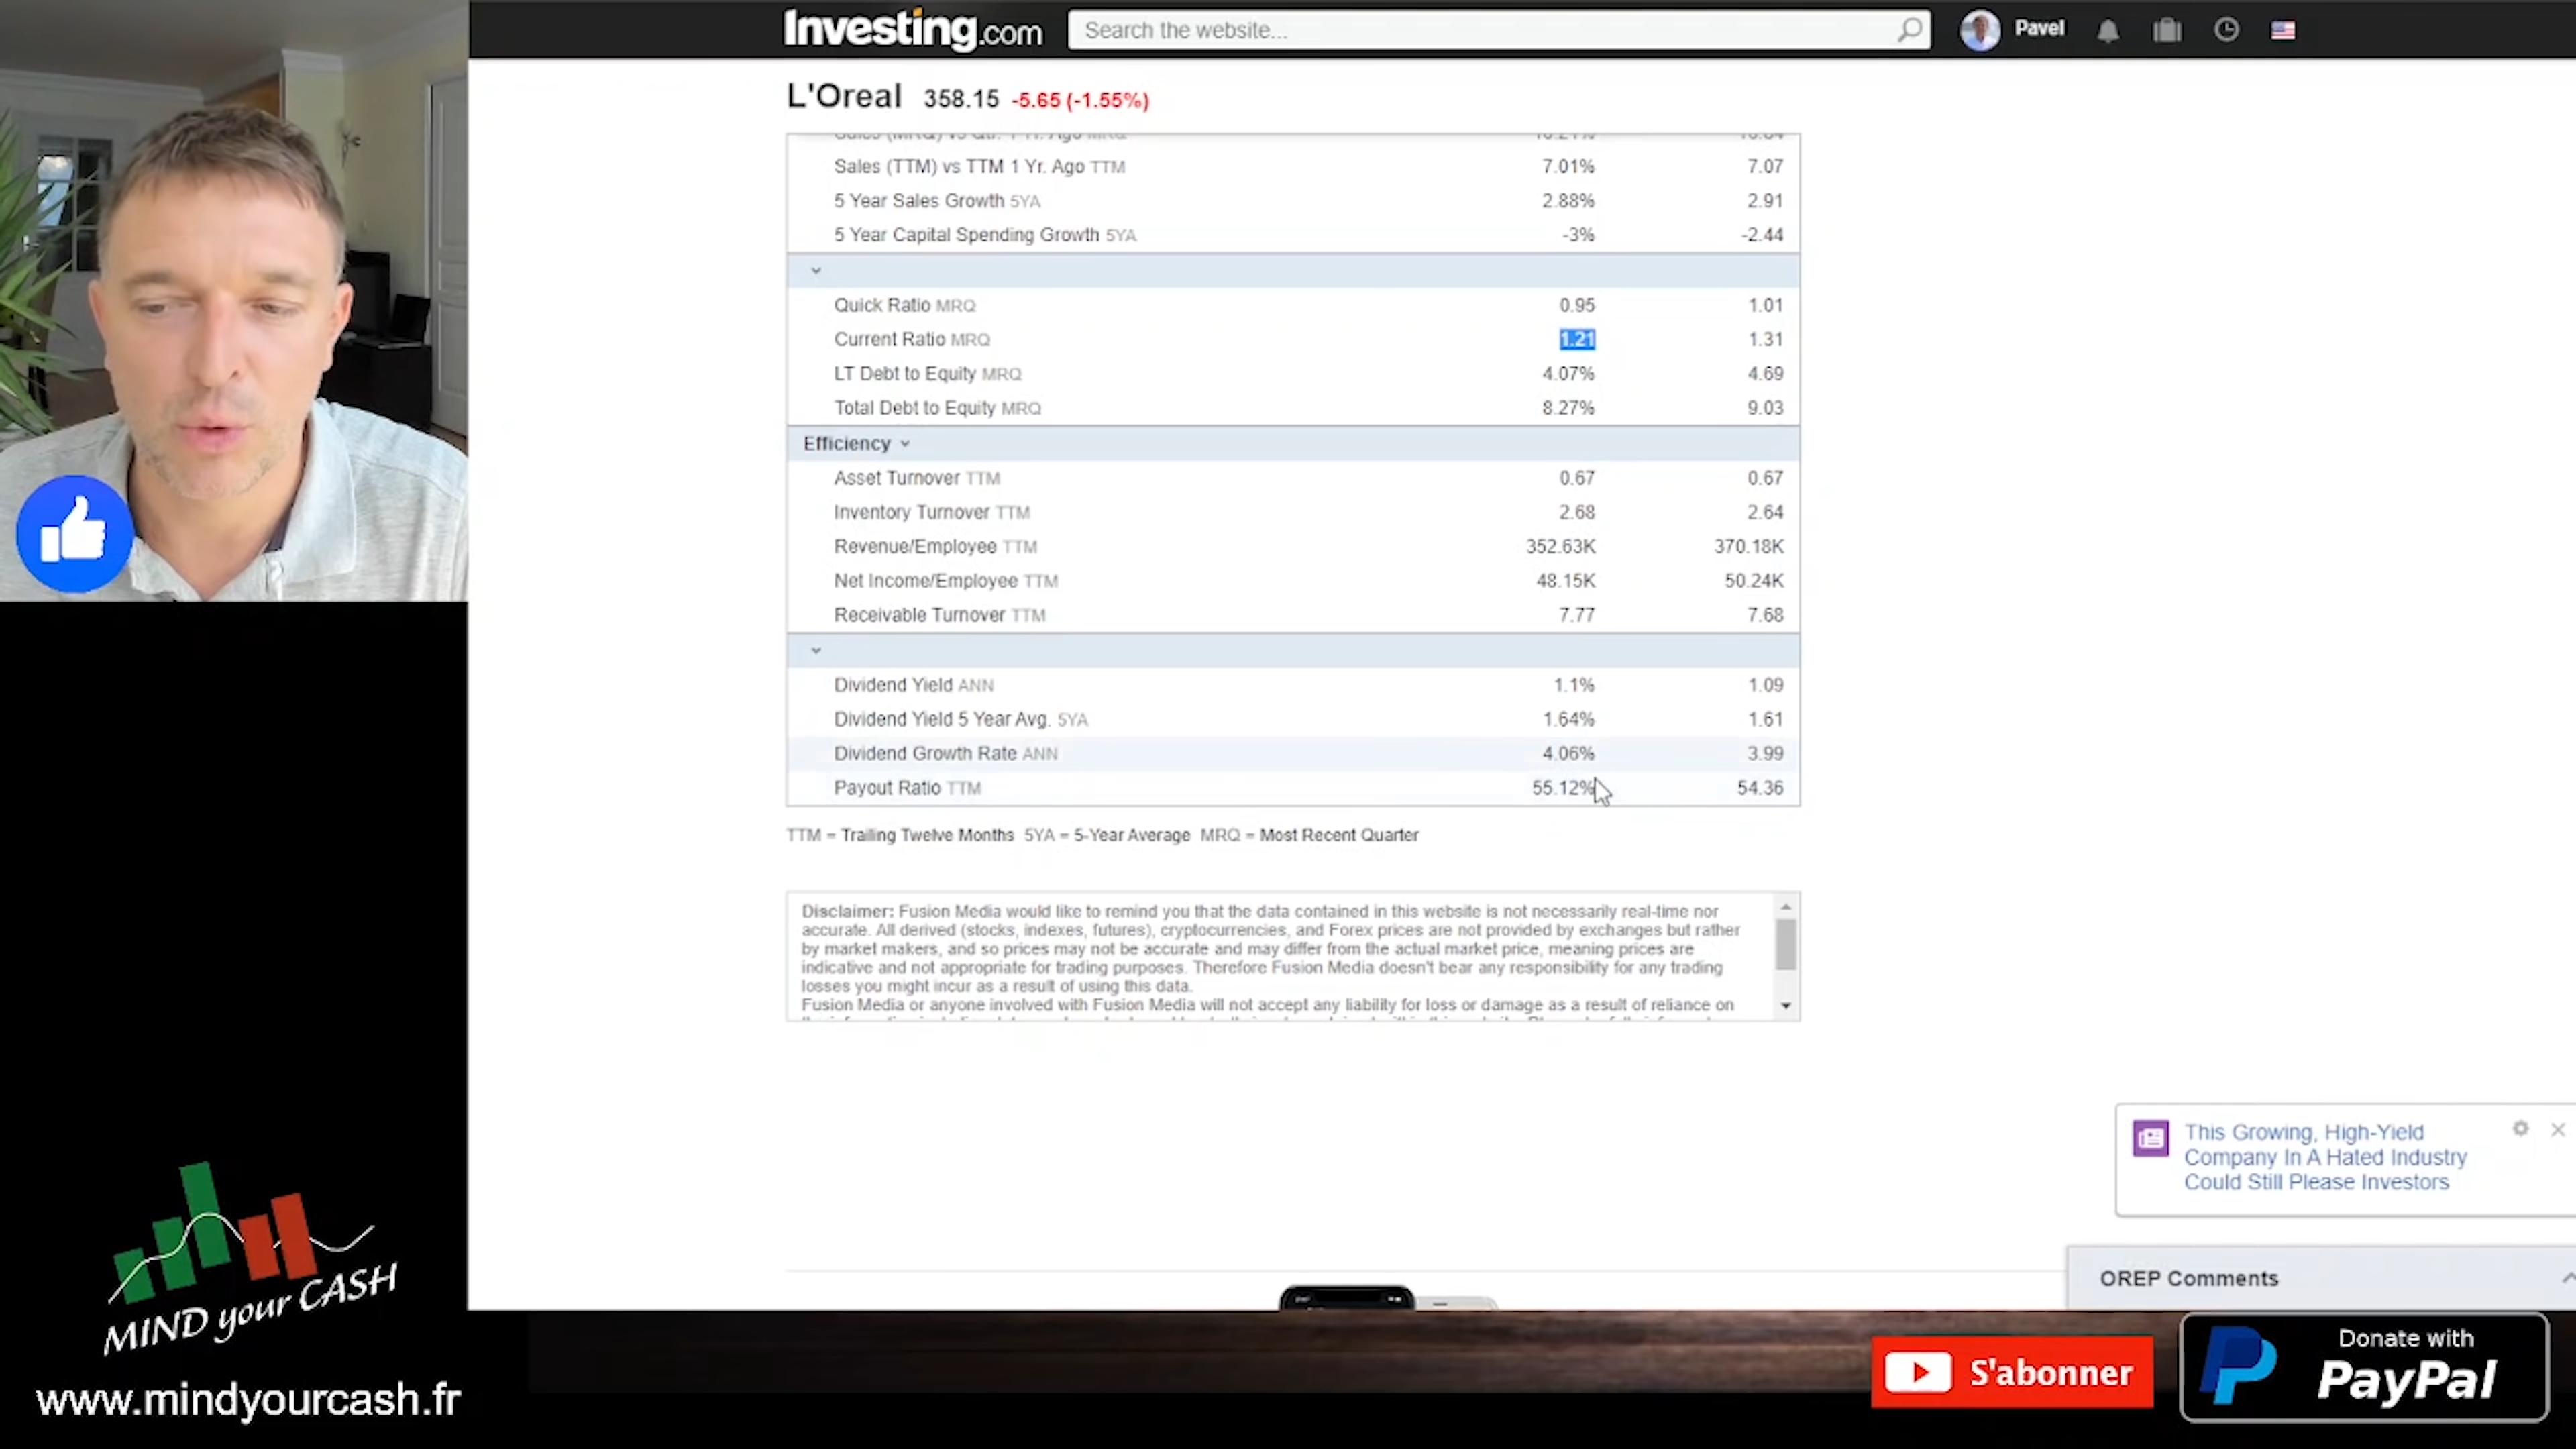 Investing.com
Search the website...
Pavel
L'Oreal 358.15 -5.65 (-1.55%)
Sales (MRQ) vs Qtr. 1 Yr. Ago MRQ
Sales (TTM) vs TTM 1 Yr. Ago TTM 7.01% 7.07
5 Year Sales Growth 5YA 2.88% 2.91
5 Year Capital Spending Growth 5YA -3% -2.44
Quick Ratio MRQ 0.95 1.01
Current Ratio MRQ 1.21 1.31
LT Debt to Equity MRQ 4.07% 4.69
Total Debt to Equity MRQ 8.27% 9.03
Efficiency
Asset Turnover TTM 0.67 0.67
Inventory Turnover TTM 2.68 2.64
Revenue/Employee TTM 352.63K 370.18K
Net Income/Employee TTM 48.15K 50.24K
Receivable Turnover TTM 7.77 7.68
Dividend Yield ANN 1.1% 1.09
Dividend Yield 5 Year Avg. 5YA 1.64% 1.61
Dividend Growth Rate ANN 4.06% 3.99
Payout Ratio TTM 55.12% 54.36
TTM = Trailing Twelve Months 5YA = 5-Year Average MRQ = Most Recent Quarter
Disclaimer: Fusion Media would like to remind you that the data contained in this website is not necessarily real-time nor
accurate. All derived (stocks, indexes, futures), cryptocurrencies, and Forex prices are not provided by exchanges but rather
by market makers, and so prices may not be accurate and may differ from the actual market price, meaning prices are
indicative and not appropriate for trading purposes. Therefore Fusion Media doesn't bear any responsibility for any trading
losses you might incur as a result of using this data.
Fusion Media or anyone involved with Fusion Media will not accept any liability for loss or damage as a result of reliance on
This Growing, High-Yield
Company In A Hated Industry
Could Still Please Investors
OREP Comments
MIND your CASH
www.mindyourcash.fr
S'abonner
Donate with
PayPal